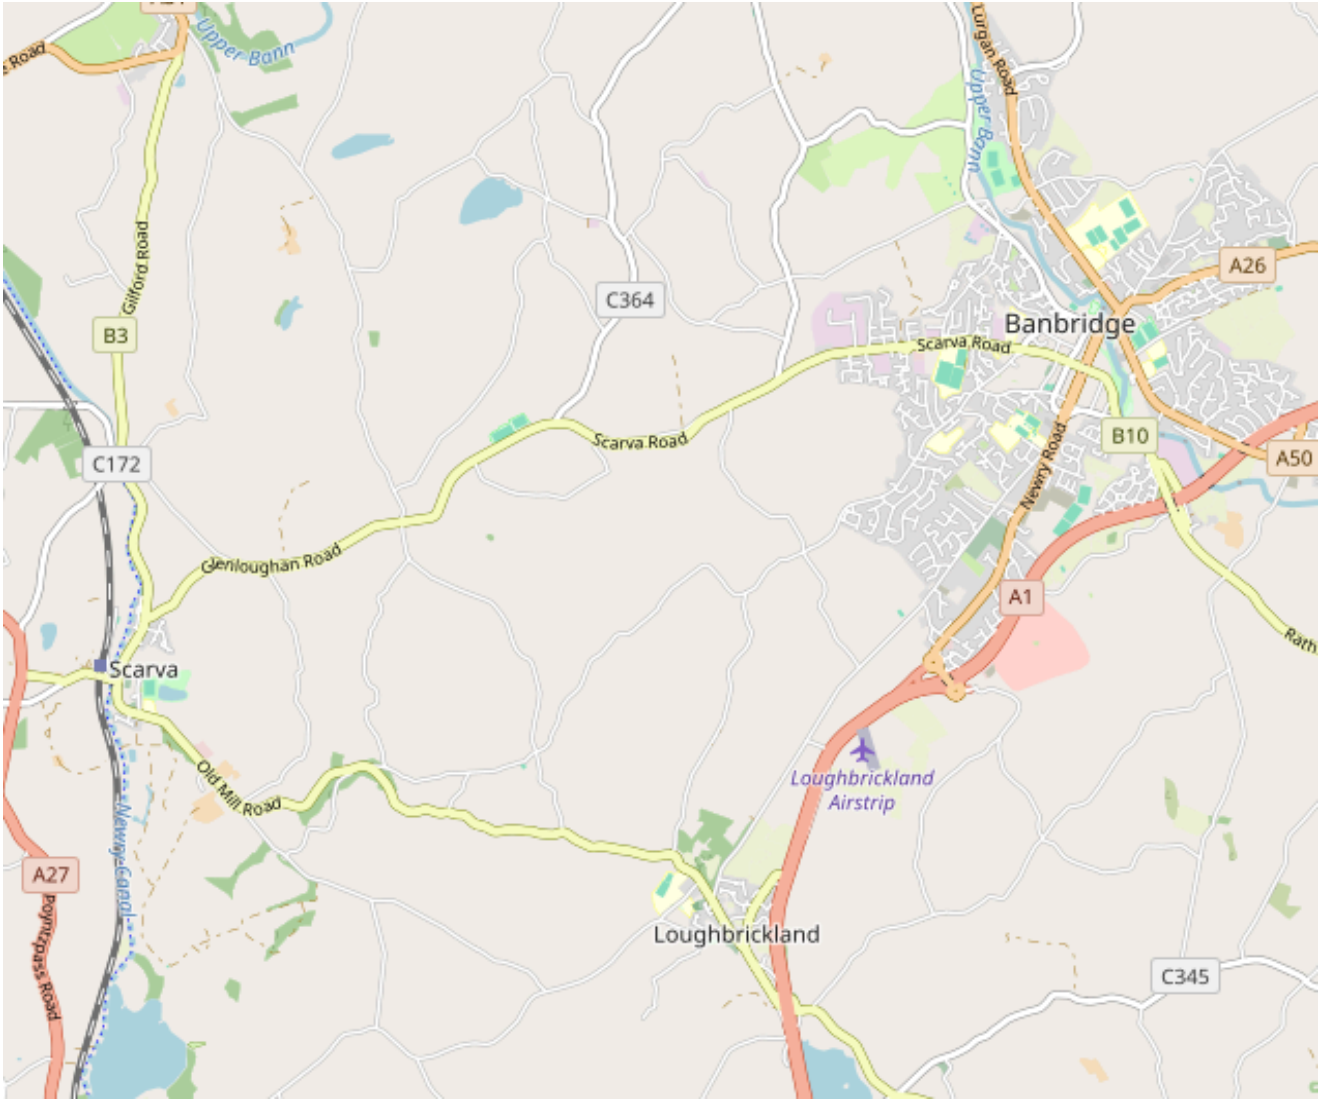 Upper Bann
Road
Lurgan Road
Upper Bann
Gilford Road
A26
C364
B3
Banbridge
Scarva Road
Scarva Road
B10
C172
A50
Newry Road
Glenloughan Road
A1
Rath
Scarva
Loughbrickland
Airstrip
Old Mill Road
Newry Canal
A27
Poyntzpass Road
Loughbrickland
C345